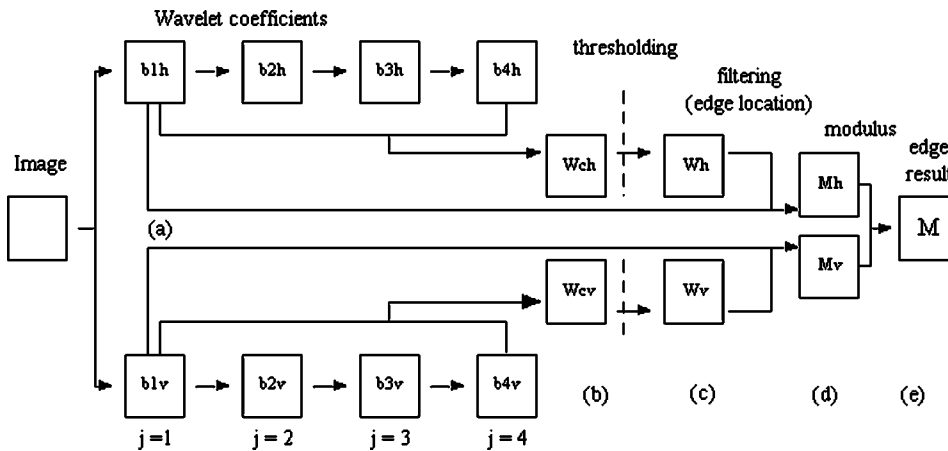 Wavelet coefficients
thresholding
filtering
(edge location)
modulus
edge
result
Image
b1h
b2h
b3h
b4h
Wch
Wh
Mh
(a)
M
Mv
Wcv
Wv
b1v
b2v
b3v
b4v
(b)
(c)
(d)
(e)
j =1
j = 2
j = 3
j = 4